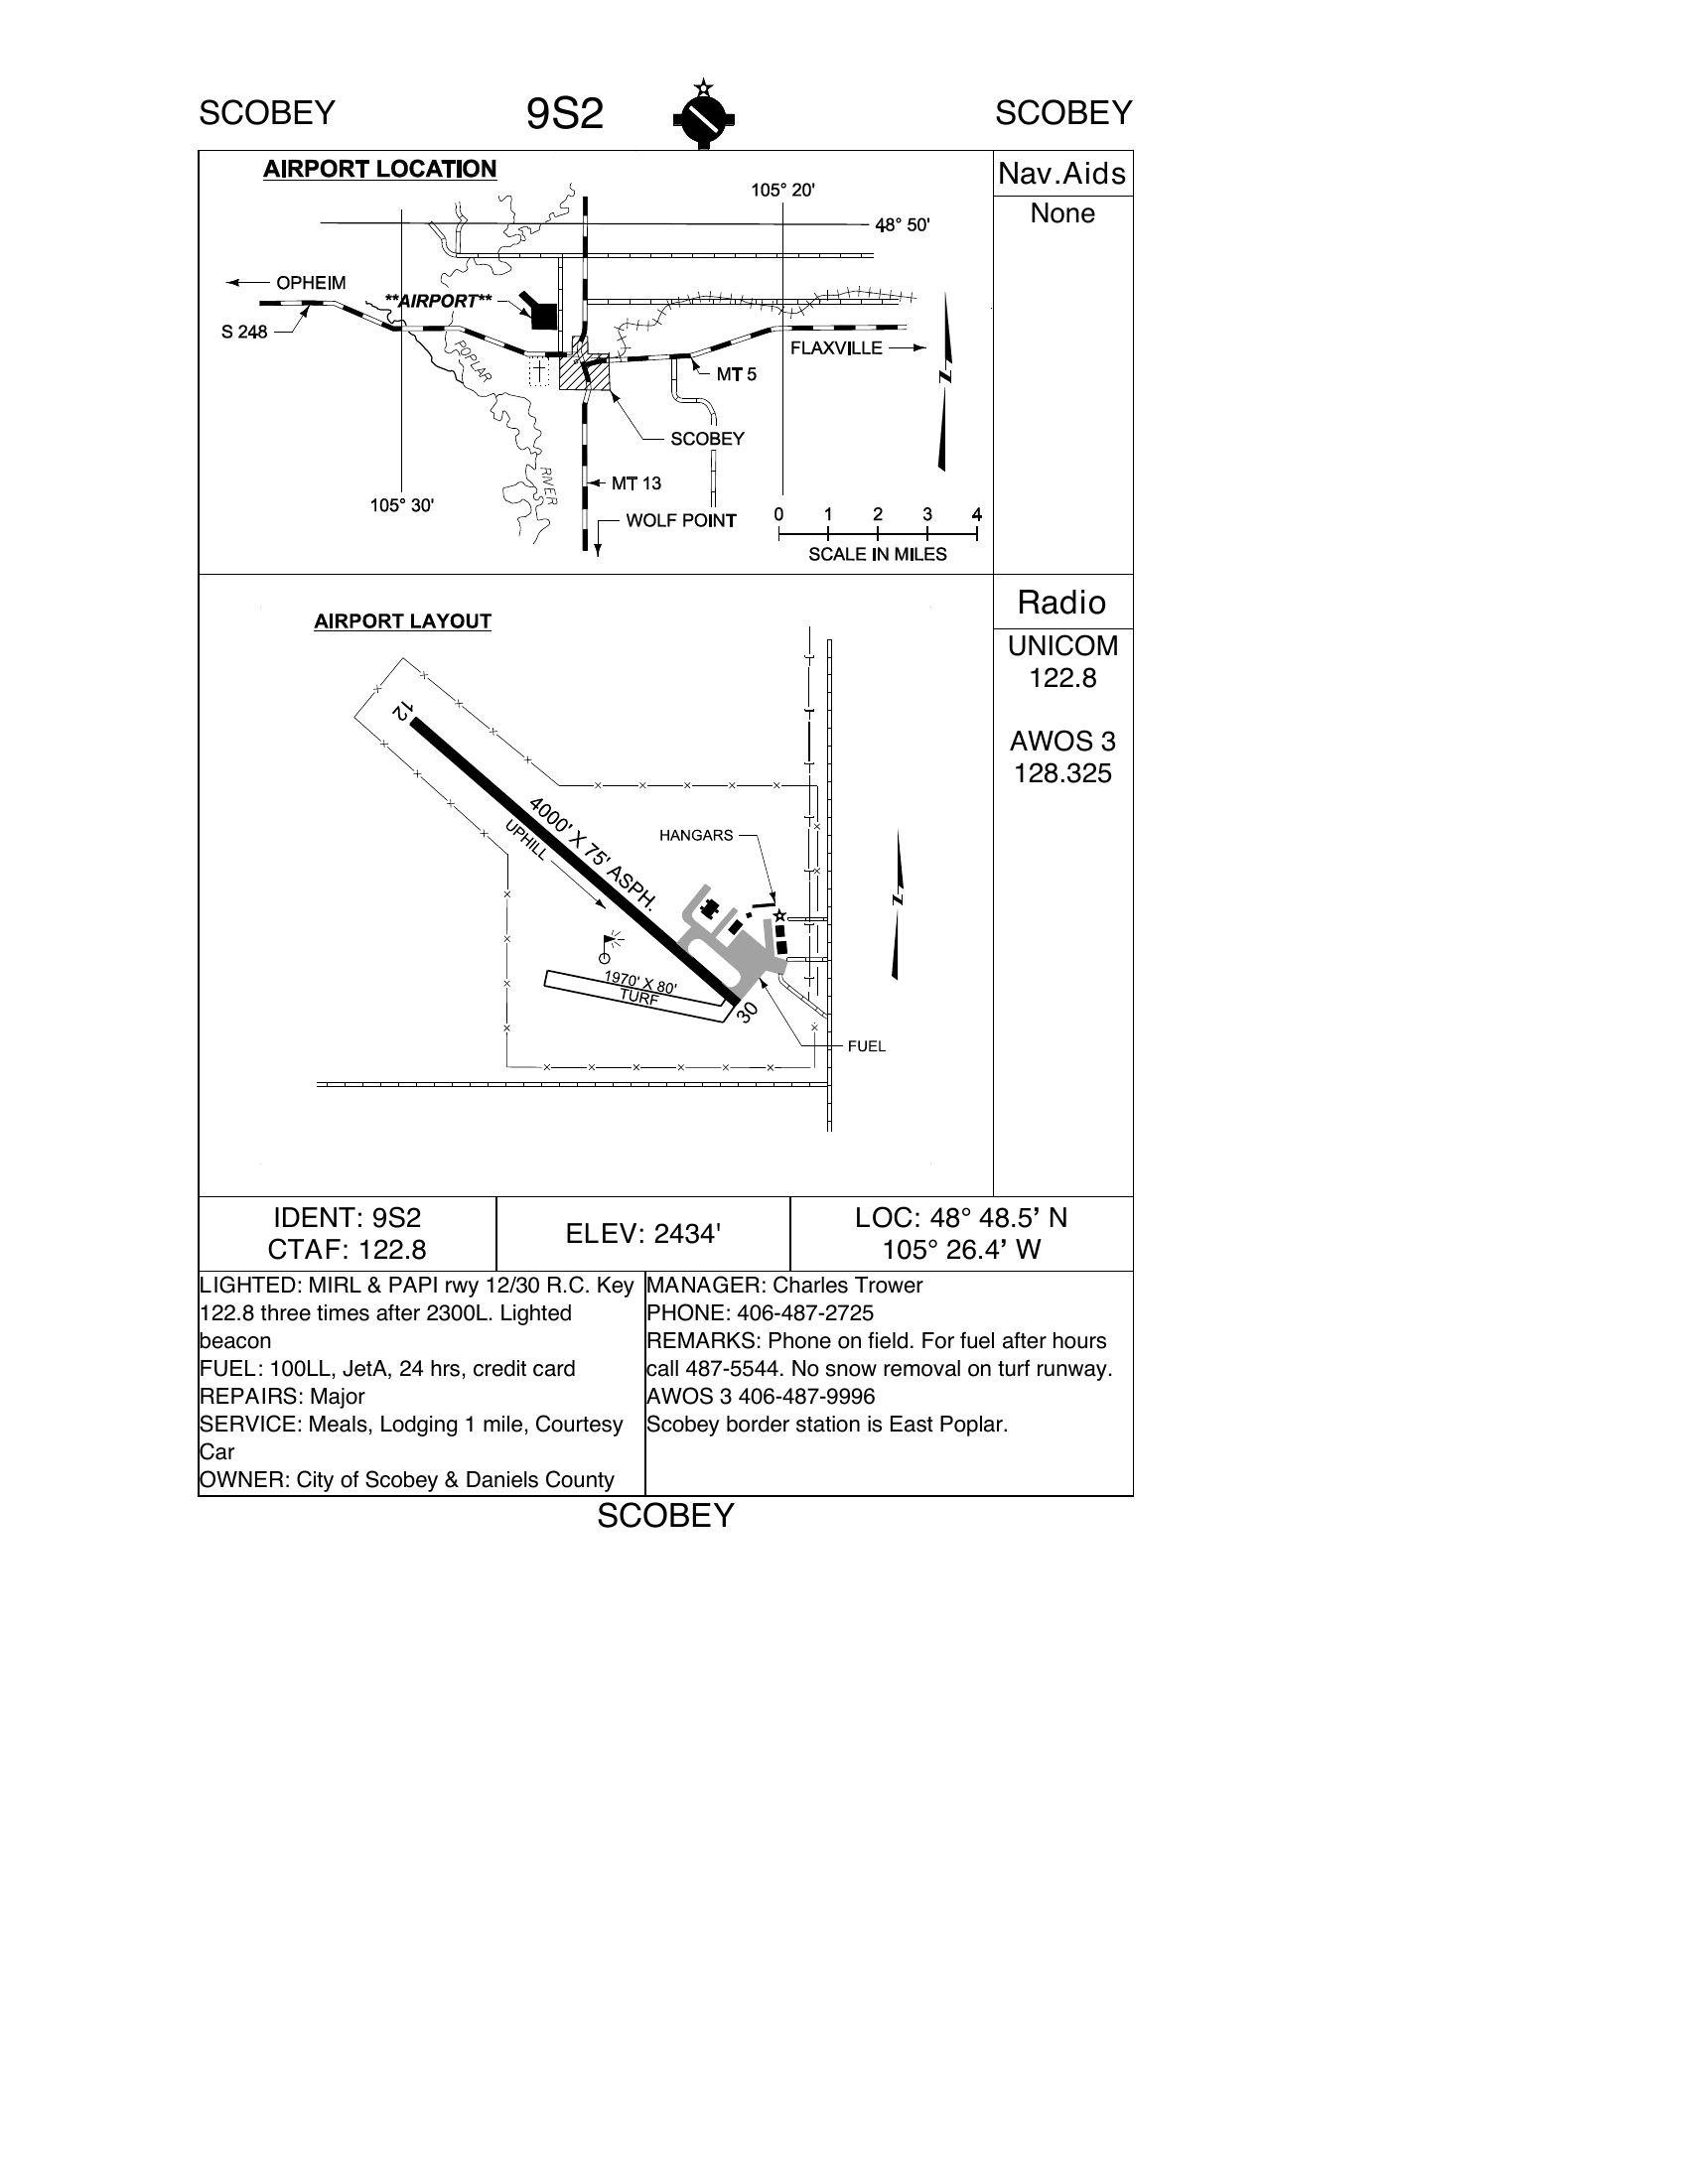 SCOBEY 9S2 SCOBEY
AIRPORT LOCATION
Nav.Aids
None
105° 20'
48° 50'
OPHEIM
**AIRPORT**
S 248
POPLAR
FLAXVILLE
MT 5
N
SCOBEY
RIVER
MT 13
105° 30'
WOLF POINT
0 1 2 3 4
SCALE IN MILES
Radio
UNICOM
122.8
AWOS 3
128.325
AIRPORT LAYOUT
12
4000' X 75' ASPH.
UPHILL
HANGARS
N
1970' X 80'
TURF
30
FUEL
IDENT: 9S2
CTAF: 122.8
ELEV: 2434'
LOC: 48° 48.5’ N
105° 26.4’ W
LIGHTED: MIRL & PAPI rwy 12/30 R.C. Key
122.8 three times after 2300L. Lighted
beacon
FUEL: 100LL, JetA, 24 hrs, credit card
REPAIRS: Major
SERVICE: Meals, Lodging 1 mile, Courtesy
Car
OWNER: City of Scobey & Daniels County
MANAGER: Charles Trower
PHONE: 406-487-2725
REMARKS: Phone on field. For fuel after hours
call 487-5544. No snow removal on turf runway.
AWOS 3 406-487-9996
Scobey border station is East Poplar.
SCOBEY